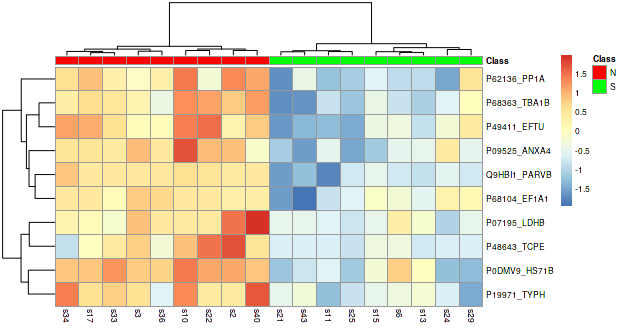 Class
Class
N
G
P62136_PP1A
P68363_TBA1B
P49411_EFTU
P09525_ANXA4
Q9HBI1_PARVB
P68104_EF1A1
P07195_LDHB
P48643_TCPE
P0DMV9_HS71B
P19971_TYPH
1.5
1
0.5
0
-0.5
-1
-1.5
s34 s17 s33 s3 s36 s10 s22 s2 s40 s21 s43 s11 s25 s15 s6 s13 s24 s29